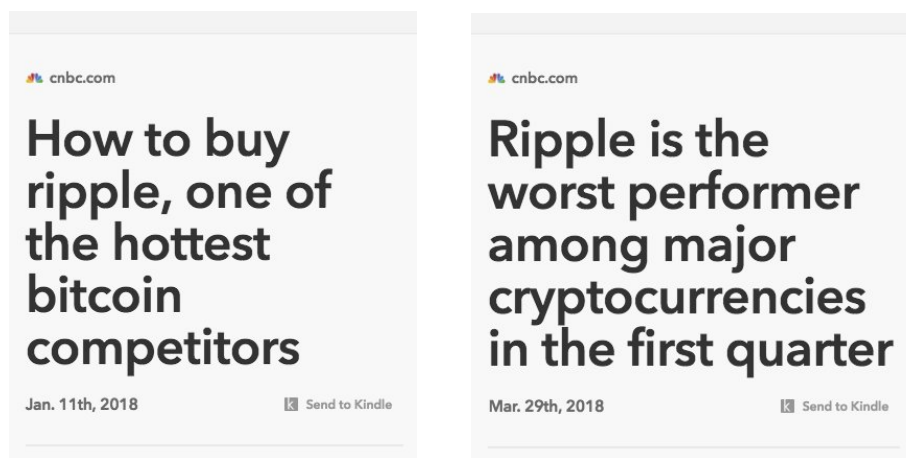 cnbc.com
How to buy
ripple, one of
the hottest
bitcoin
competitors
Jan. 11th, 2018
Send to Kindle
cnbc.com
Ripple is the
worst performer
among major
cryptocurrencies
in the first quarter
Mar. 29th, 2018
Send to Kindle